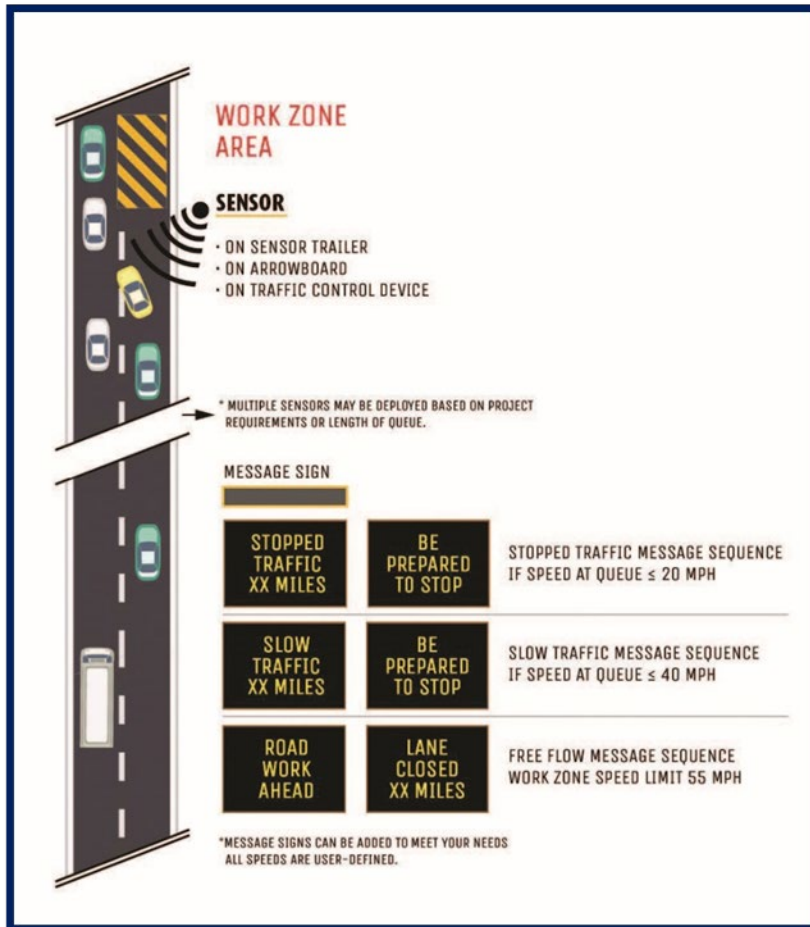 WORK ZONE
AREA
SENSOR
· ON SENSOR TRAILER
· ON ARROWBOARD
· ON TRAFFIC CONTROL DEVICE
* MULTIPLE SENSORS MAY BE DEPLOYED BASED ON PROJECT
REQUIREMENTS OR LENGTH OF QUEUE.
MESSAGE SIGN
STOPPED
TRAFFIC
XX MILES
BE
PREPARED
TO STOP
STOPPED TRAFFIC MESSAGE SEQUENCE
IF SPEED AT QUEUE ≤ 20 MPH
SLOW
TRAFFIC
XX MILES
BE
PREPARED
TO STOP
SLOW TRAFFIC MESSAGE SEQUENCE
IF SPEED AT QUEUE ≤ 40 MPH
ROAD
WORK
AHEAD
LANE
CLOSED
XX MILES
FREE FLOW MESSAGE SEQUENCE
WORK ZONE SPEED LIMIT 55 MPH
*MESSAGE SIGNS CAN BE ADDED TO MEET YOUR NEEDS
ALL SPEEDS ARE USER-DEFINED.